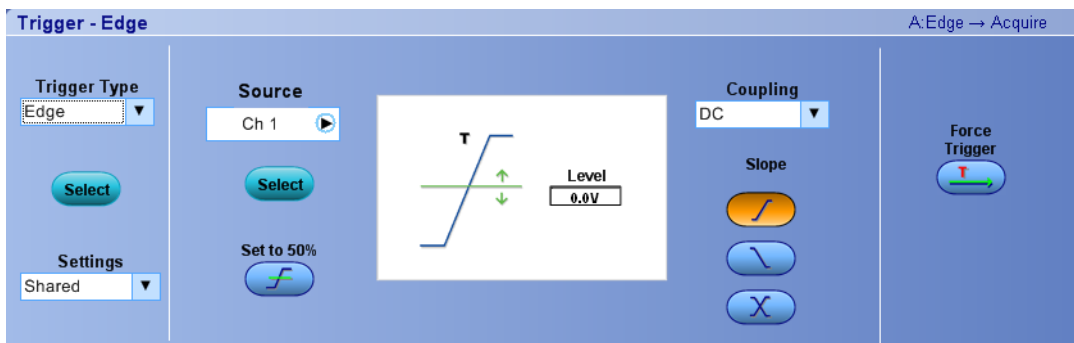 Trigger - Edge
A:Edge → Acquire
Trigger Type
Edge
Select
Settings
Shared
Source
Ch 1
Select
Set to 50%
T
Level
0.0V
Coupling
DC
Slope
Force
Trigger
T